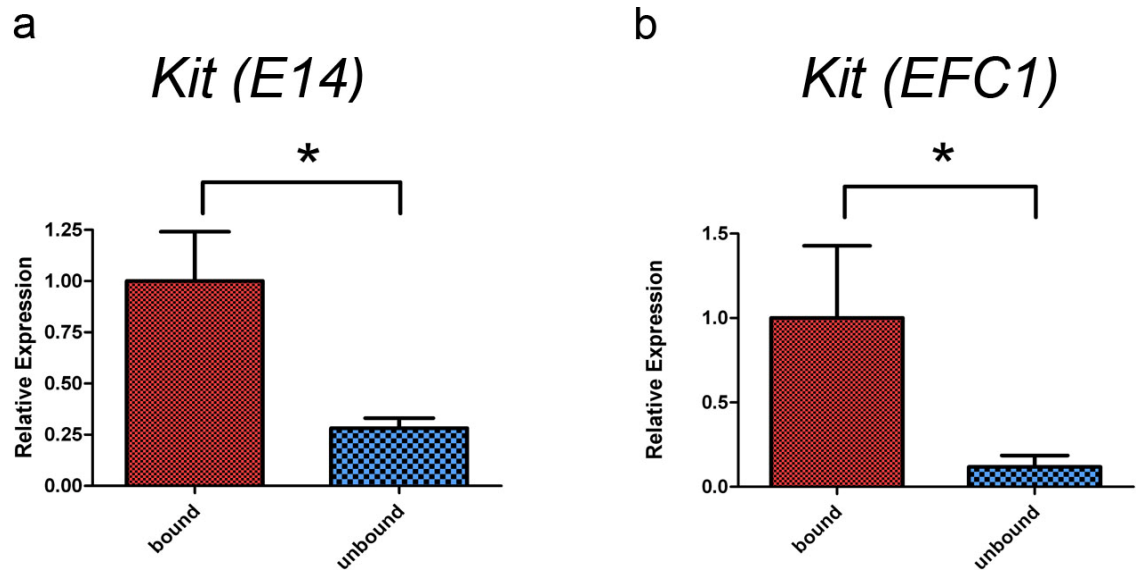 a
Kit (E14)
*
Relative Expression
1.25
1.00
0.75
0.50
0.25
0.00
bound
unbound
b
Kit (EFC1)
*
Relative Expression
1.5
1.0
0.5
0.0
bound
unbound